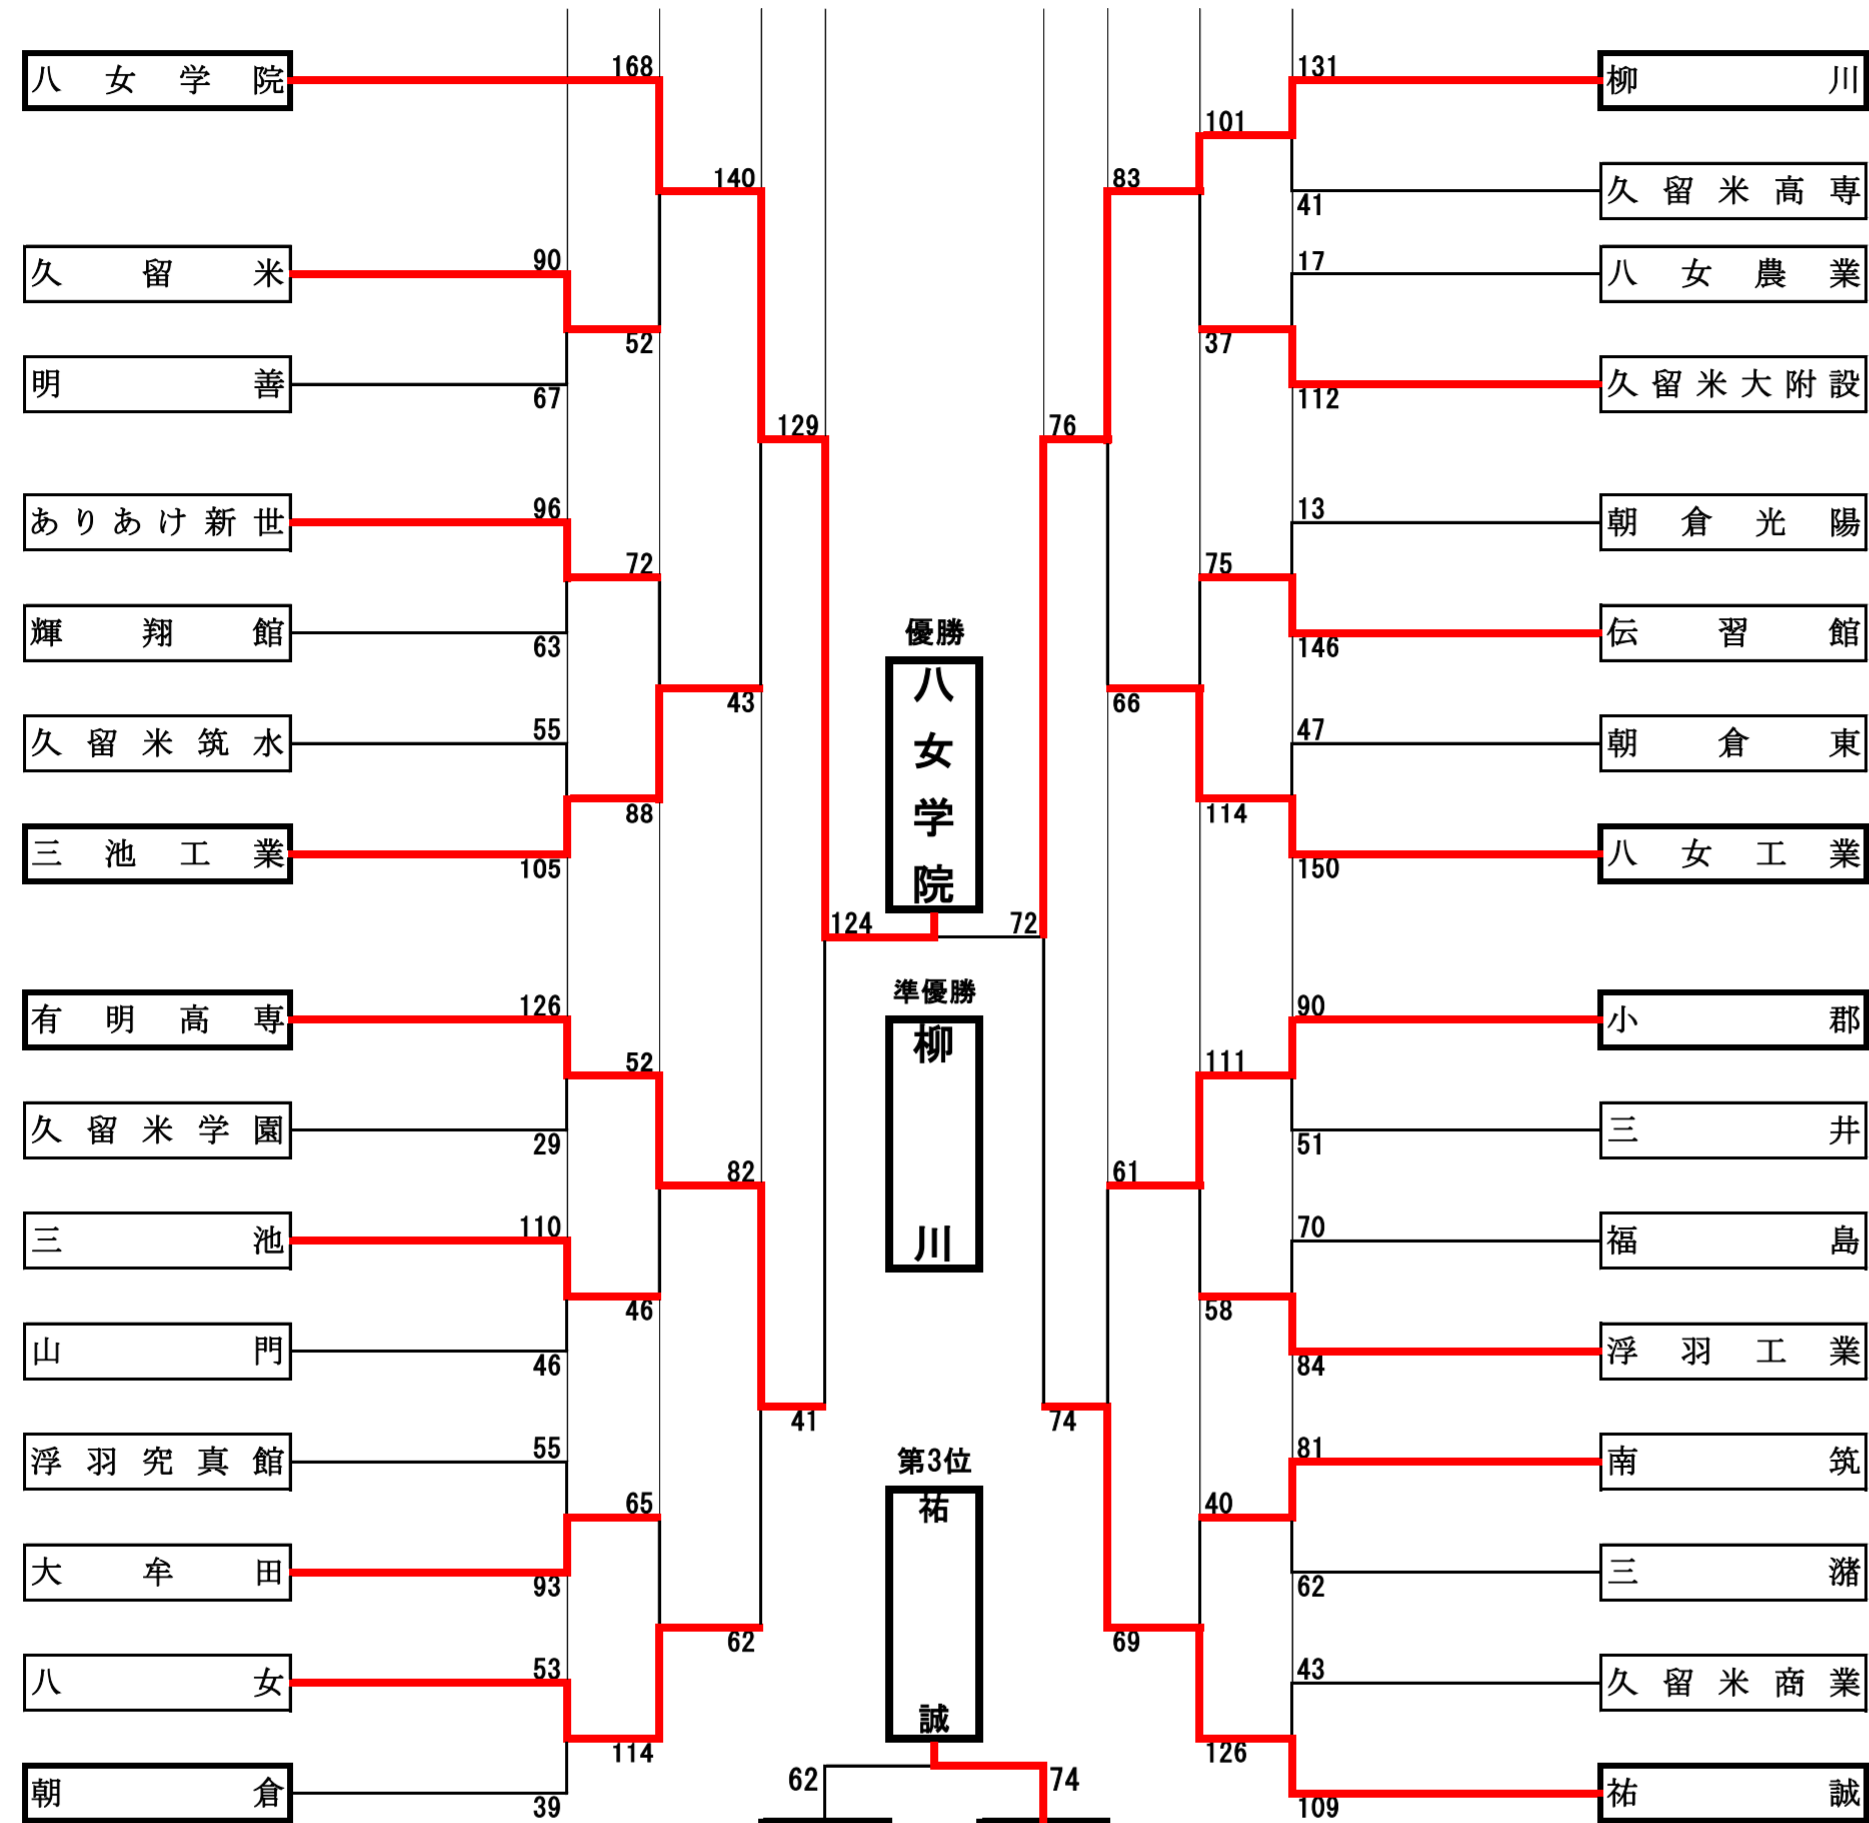 八女学院
168
久留米
90
52
明善
67
140
ありあけ新世
96
72
輝翔館
63
久留米筑水
55
88
三池工業
105
43
129
有明高専
126
52
久留米学園
29
三池
110
46
山門
46
82
浮羽究真館
55
65
大牟田
93
八女
53
114
朝倉
39
62
41
124
優勝
八女学院
72
準優勝
柳川
第3位
祐誠
62
74
柳川
131
101
久留米高専
41
八女農業
17
37
久留米大附設
112
83
朝倉光陽
13
75
伝習館
146
朝倉東
47
114
八女工業
150
66
76
小郡
90
111
三井
51
福島
70
58
浮羽工業
84
61
南筑
81
40
三潴
62
久留米商業
43
126
祐誠
109
69
74